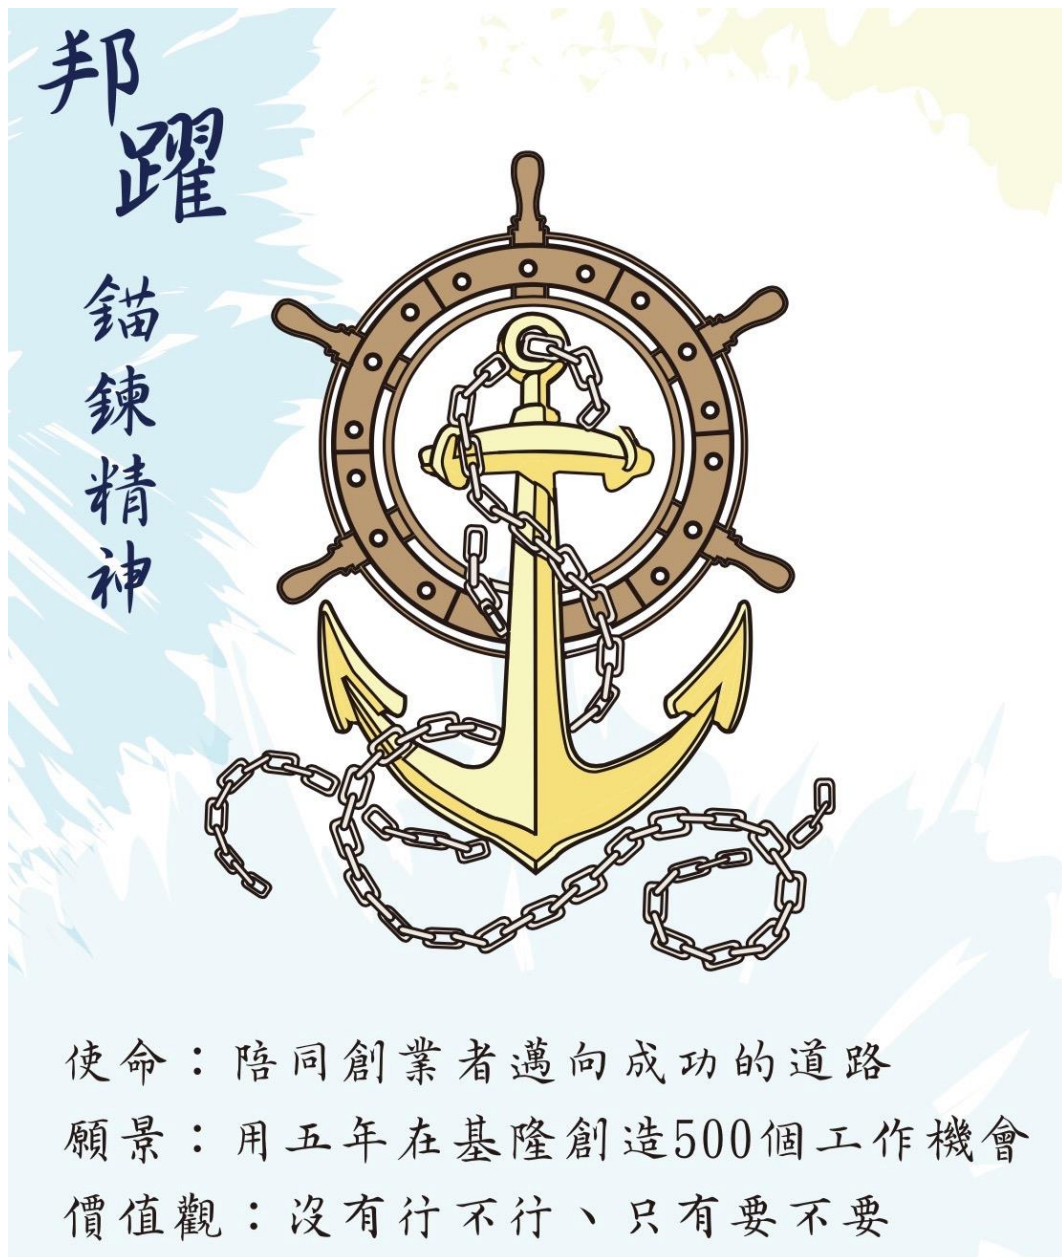 邦躍
錨鍊精神
使命：陪同創業者邁向成功的道路
願景：用五年在基隆創造500個工作機會
價值觀：沒有行不行、只有要不要